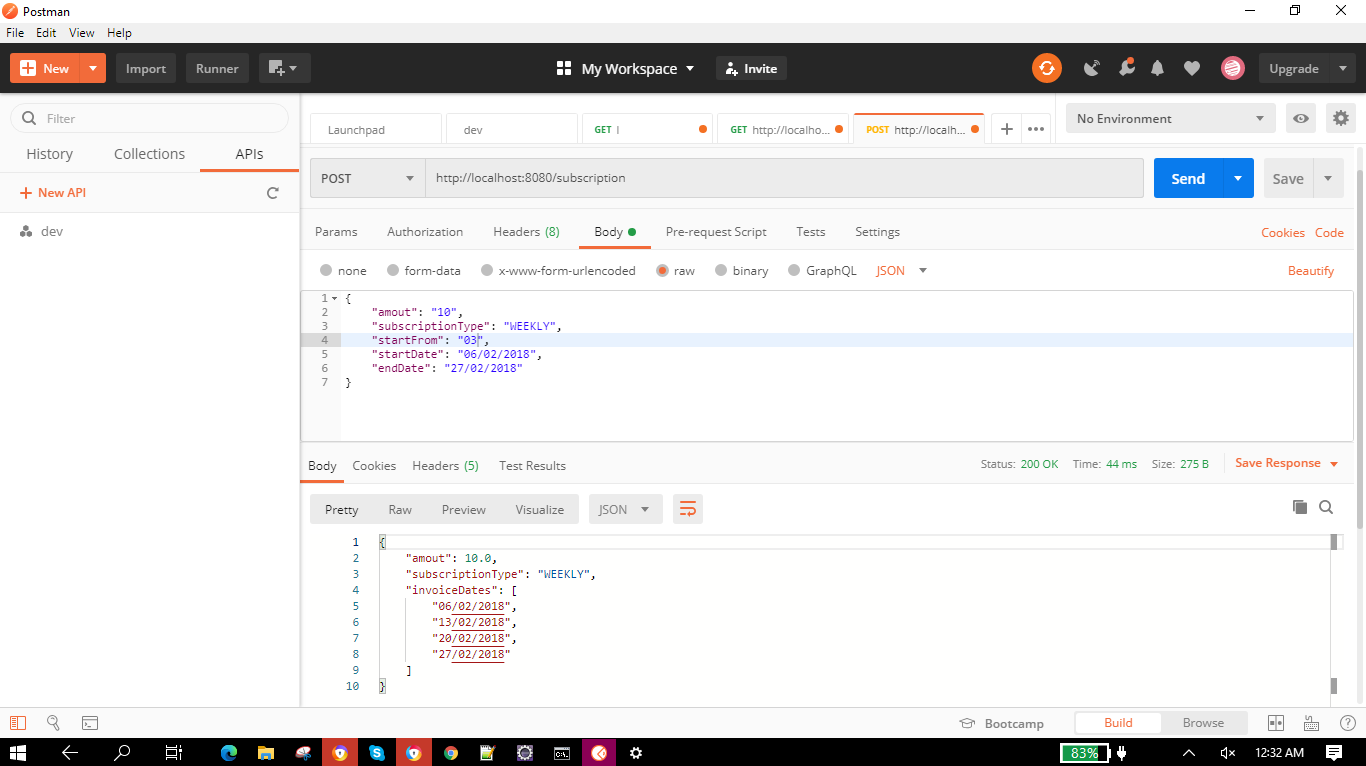 Postman
File Edit View Help
New Import Runner My Workspace Invite Upgrade
Filter
History Collections APIs
New API
dev
Launchpad dev GET l GET http://localho... POST http://localh... No Environment
POST http://localhost:8080/subscription Send Save
Params Authorization Headers (8) Body Pre-request Script Tests Settings Cookies Code
none form-data x-www-form-urlencoded raw binary GraphQL JSON Beautify
1 {
2 "amout": "10",
3 "subscriptionType": "WEEKLY",
4 "startFrom": "03",
5 "startDate": "06/02/2018",
6 "endDate": "27/02/2018"
7 }
Body Cookies Headers (5) Test Results Status: 200 OK Time: 44 ms Size: 275 B Save Response
Pretty Raw Preview Visualize JSON
1 {
2 "amout": 10.0,
3 "subscriptionType": "WEEKLY",
4 "invoiceDates": [
5 "06/02/2018",
6 "13/02/2018",
7 "20/02/2018",
8 "27/02/2018"
9 ]
10 }
Bootcamp Build Browse
83% 12:32 AM